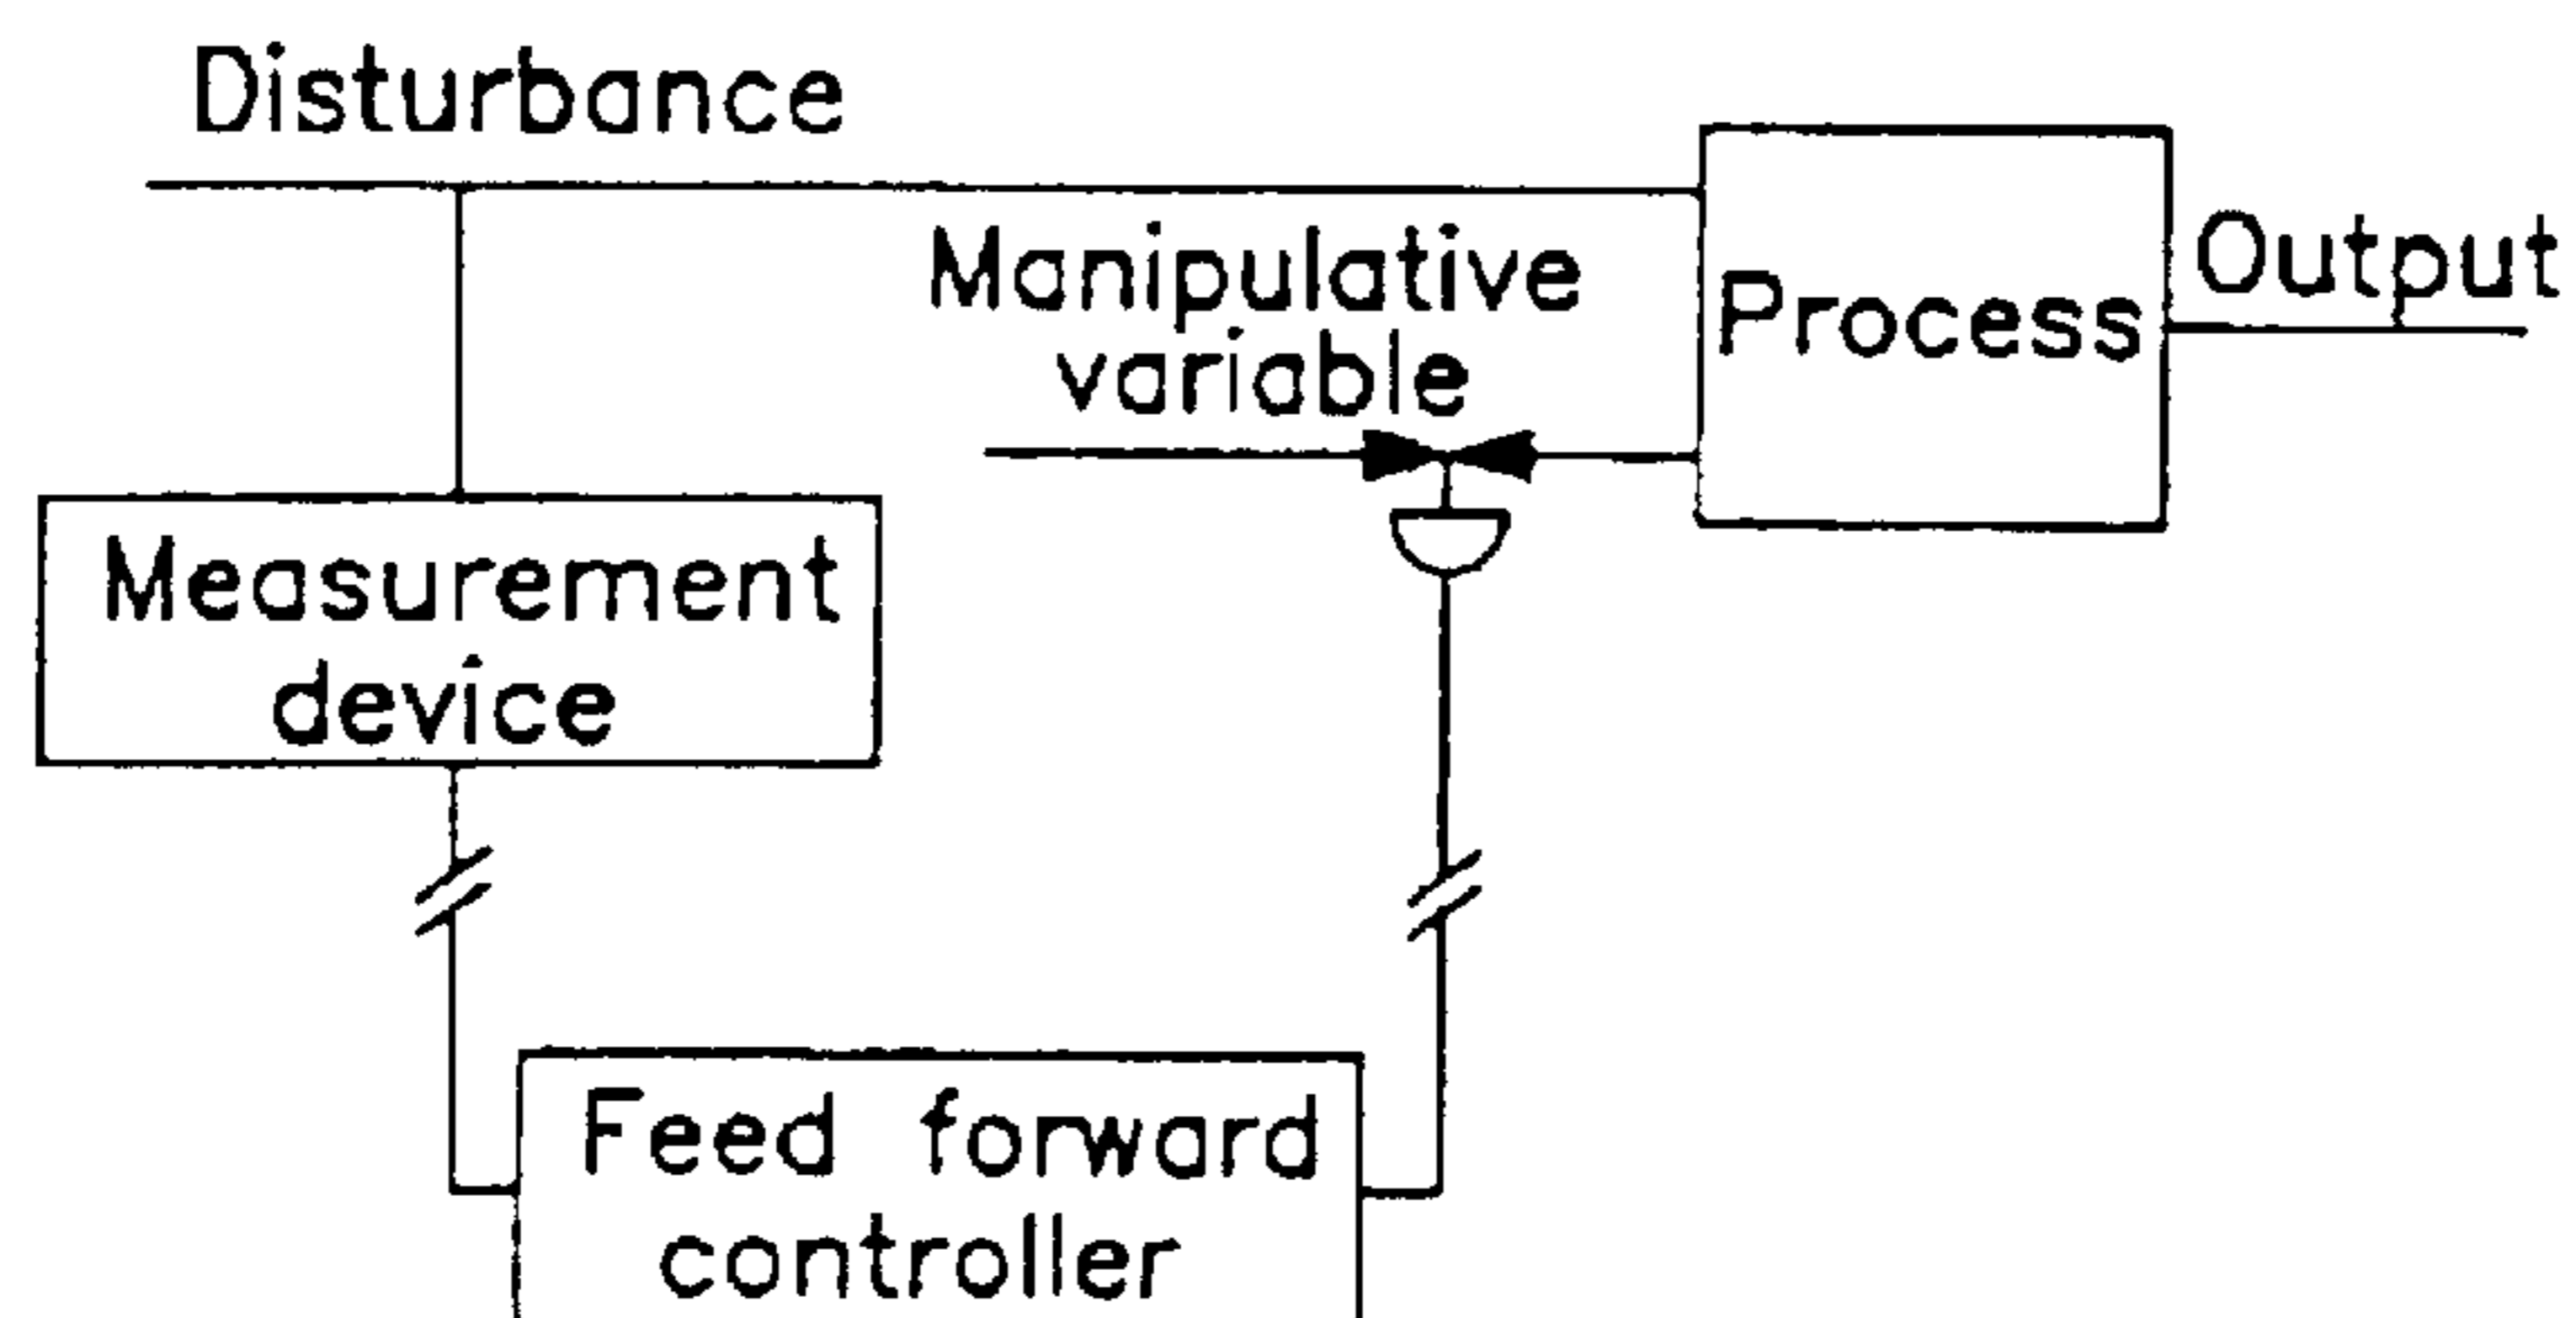 Disturbance
Manipulative
variable
Process
Output
Measurement
device
Feed forward
controller